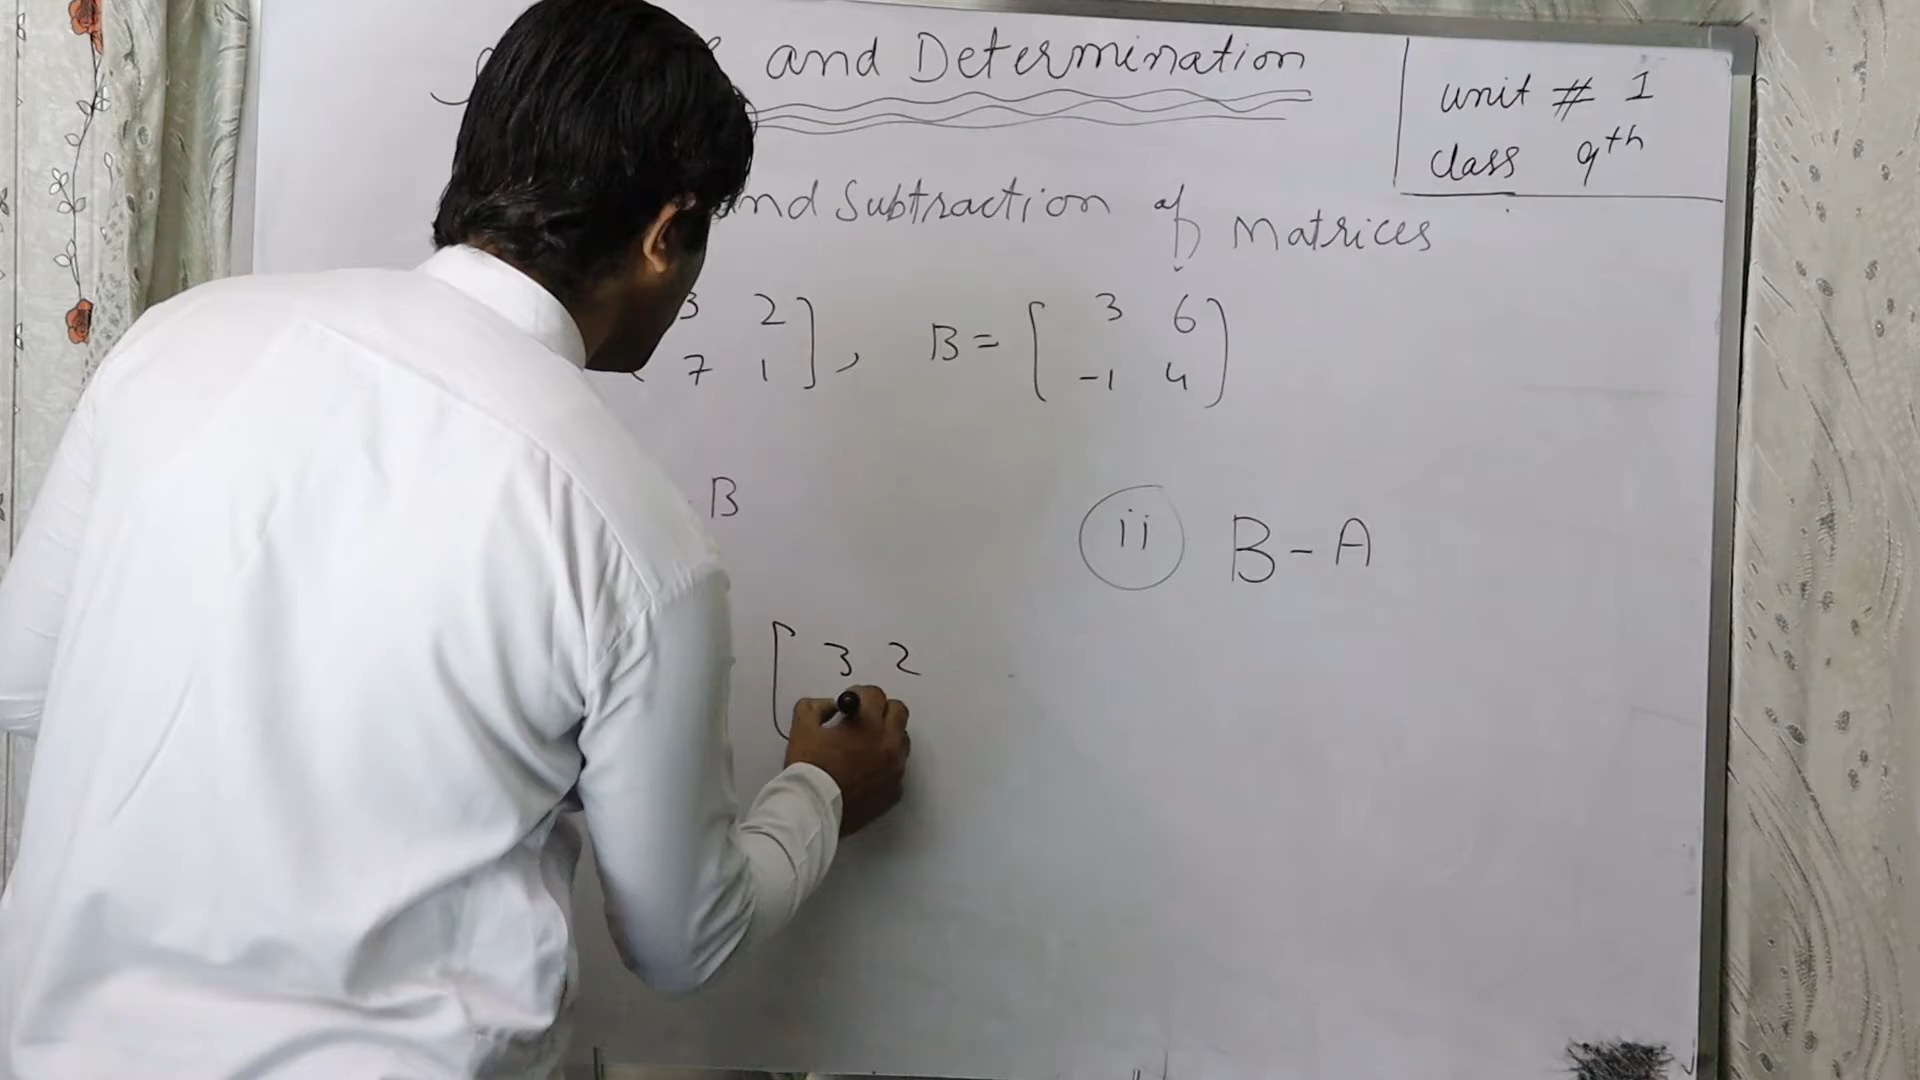 and Determination
unit # 1
class 9th
and Subtraction of Matrices
3 2
7 1 ] , B = [ 3 6
-1 4 ]
B
ii B - A
[ 3 2